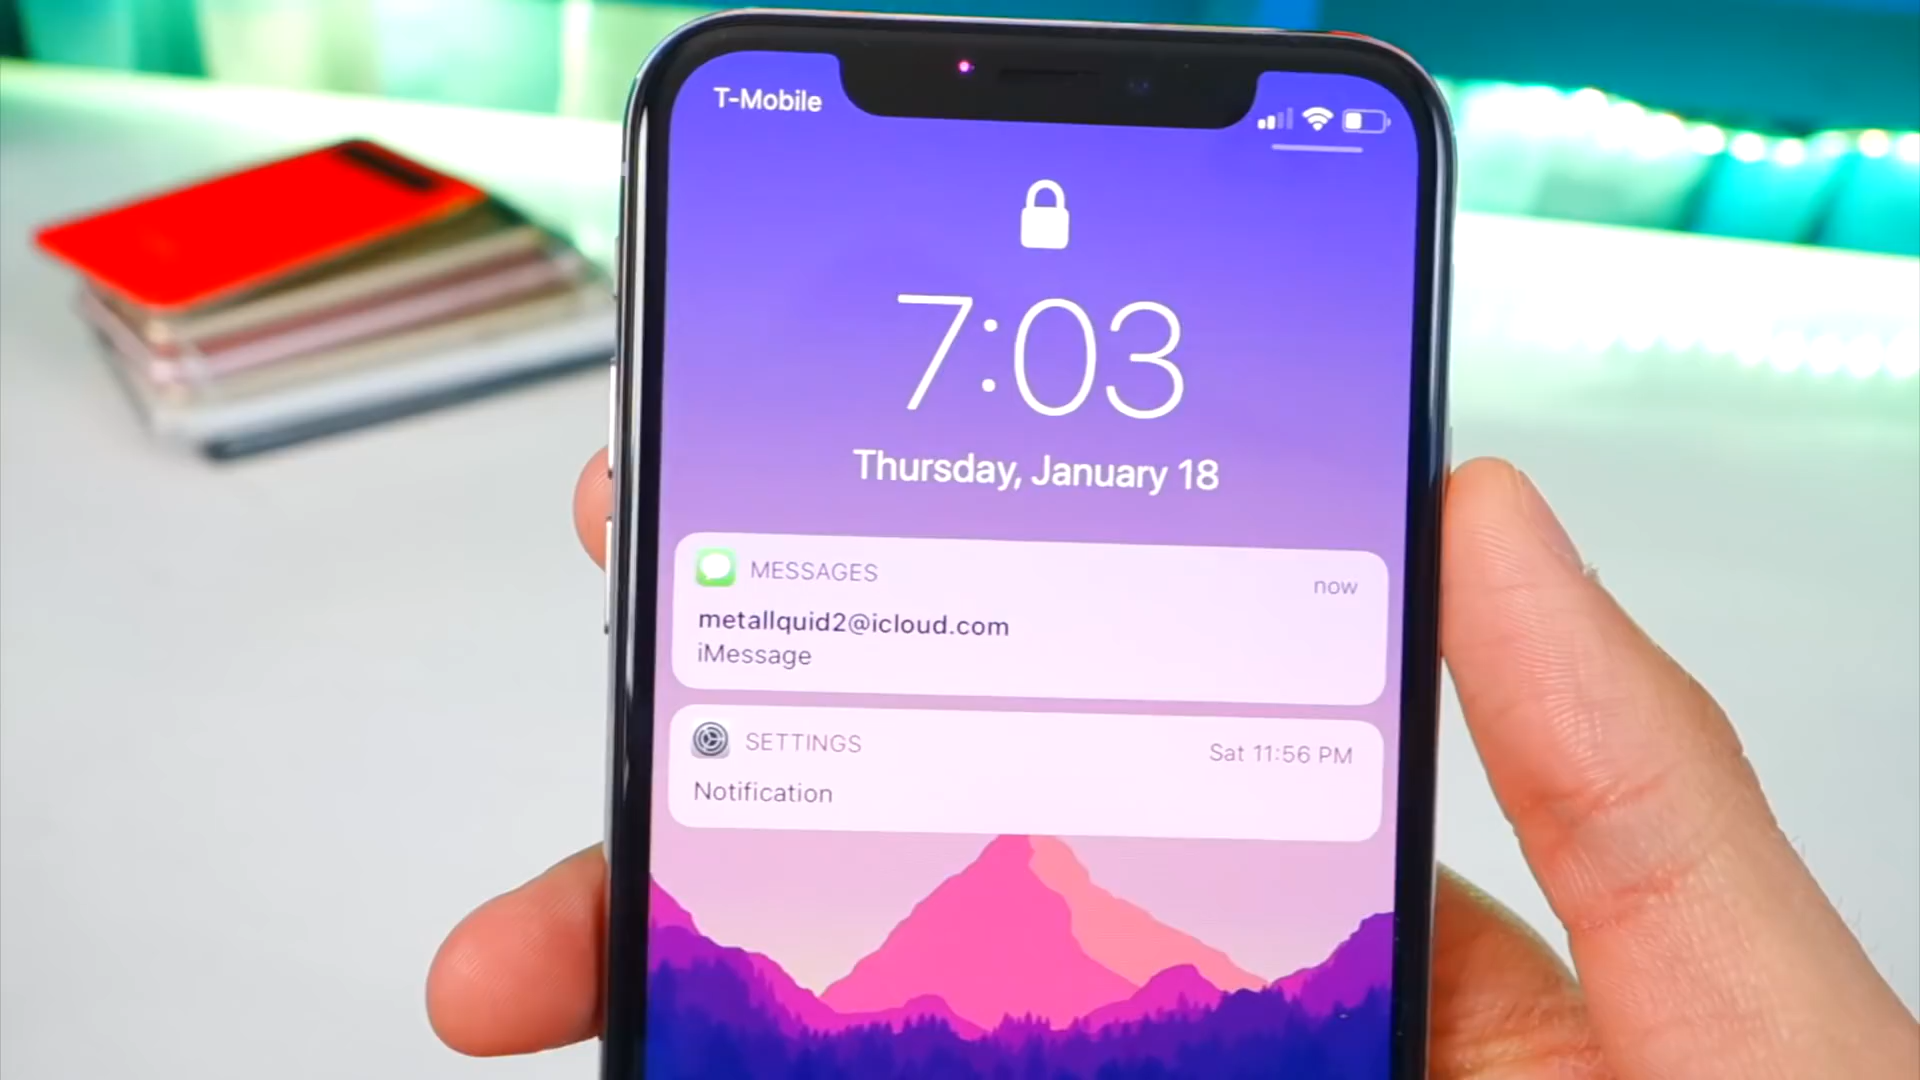 T-Mobile
7:03
Thursday, January 18
MESSAGES
now
metallquid2@icloud.com
iMessage
SETTINGS
Sat 11:56 PM
Notification